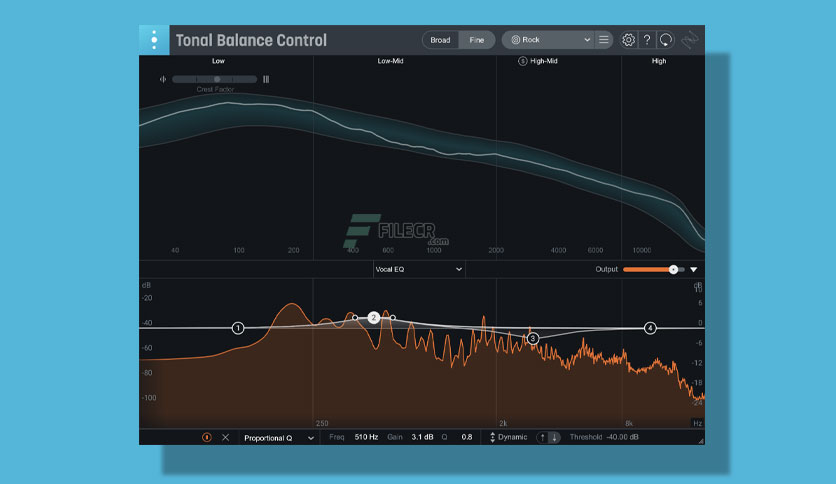 Tonal Balance Control
Broad Fine Rock ?
Low Low-Mid S High-Mid High
Crest Factor
FILECR
.com
40 100 200 400 600 1000 2000 4000 6000 10000
Vocal EQ Output
dB dB
10
-20 6
-40 0
-60 -6
-80 -12
-18
-100 -24
1 2 3 4
250 2k 8k Hz
Proportional Q Freq 510 Hz Gain 3.1 dB Q 0.8 Dynamic ↑ ↓ Threshold -40.00 dB